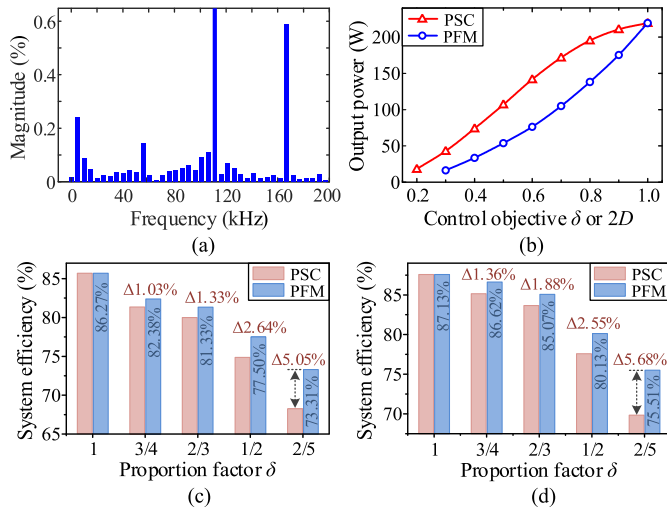 0.6
0.4
0.2
0
Magnitude (%)
0 40 80 120 160 200
Frequency (kHz)
(a)
PSC
PFM
200
150
100
50
0
Output power (W)
0.2 0.4 0.6 0.8 1.0
Control objective δ or 2D
(b)
85
80
75
70
65
System efficiency (%)
PSC
PFM
86.27%
Δ1.03%
82.38%
Δ1.33%
81.33%
Δ2.64%
77.50%
Δ5.05%
73.31%
1 3/4 2/3 1/2 2/5
Proportion factor δ
(c)
85
80
75
70
System efficiency (%)
PSC
PFM
87.13%
Δ1.36%
86.62%
Δ1.88%
85.07%
Δ2.55%
80.13%
Δ5.68%
75.51%
1 3/4 2/3 1/2 2/5
Proportion factor δ
(d)